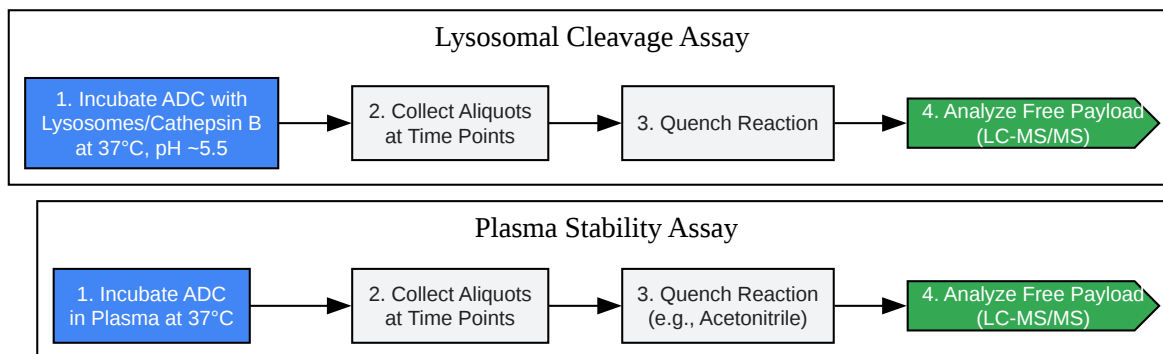 Lysosomal Cleavage Assay
1. Incubate ADC with
Lysosomes/Cathepsin B
at 37°C, pH ~5.5
2. Collect Aliquots
at Time Points
3. Quench Reaction
4. Analyze Free Payload
(LC-MS/MS)
Plasma Stability Assay
1. Incubate ADC
in Plasma at 37°C
2. Collect Aliquots
at Time Points
3. Quench Reaction
(e.g., Acetonitrile)
4. Analyze Free Payload
(LC-MS/MS)